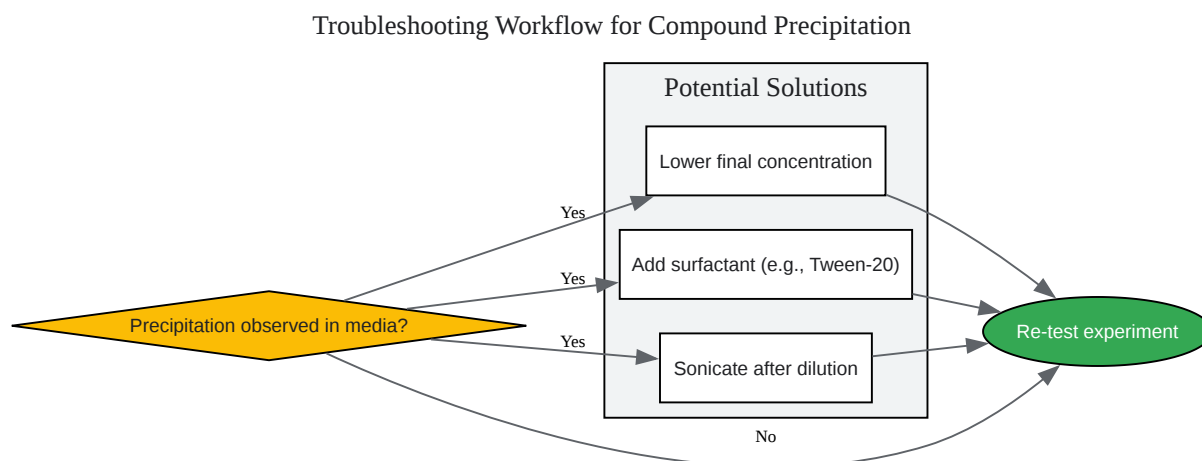 Troubleshooting Workflow for Compound Precipitation
Potential Solutions
Lower final concentration
Yes
Add surfactant (e.g., Tween-20)
Yes
Precipitation observed in media?
Re-test experiment
Yes
Sonicate after dilution
No